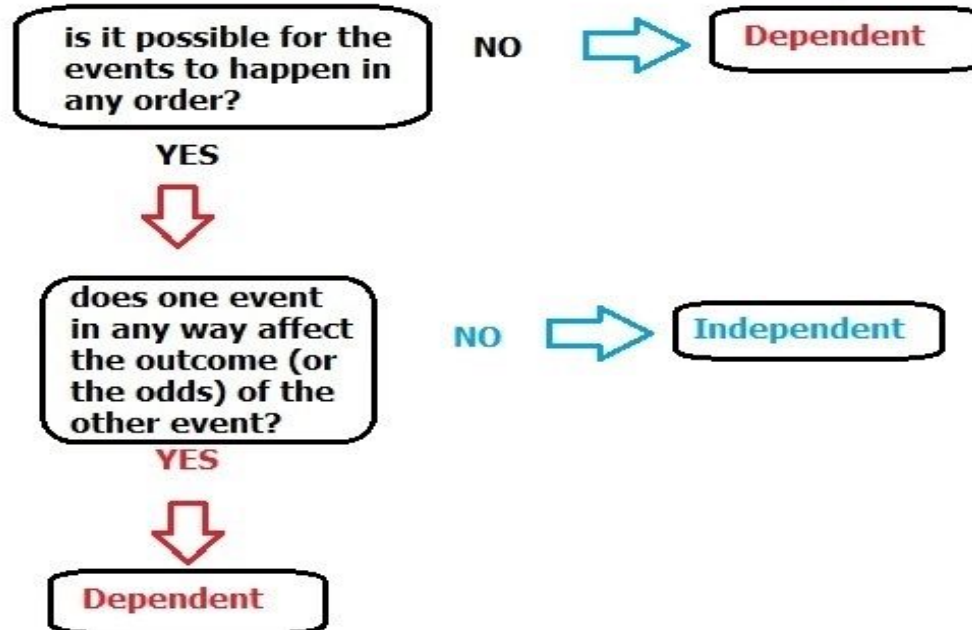 is it possible for the
events to happen in
any order?
NO
Dependent
YES
does one event
in any way affect
the outcome (or
the odds) of the
other event?
NO
Independent
YES
Dependent